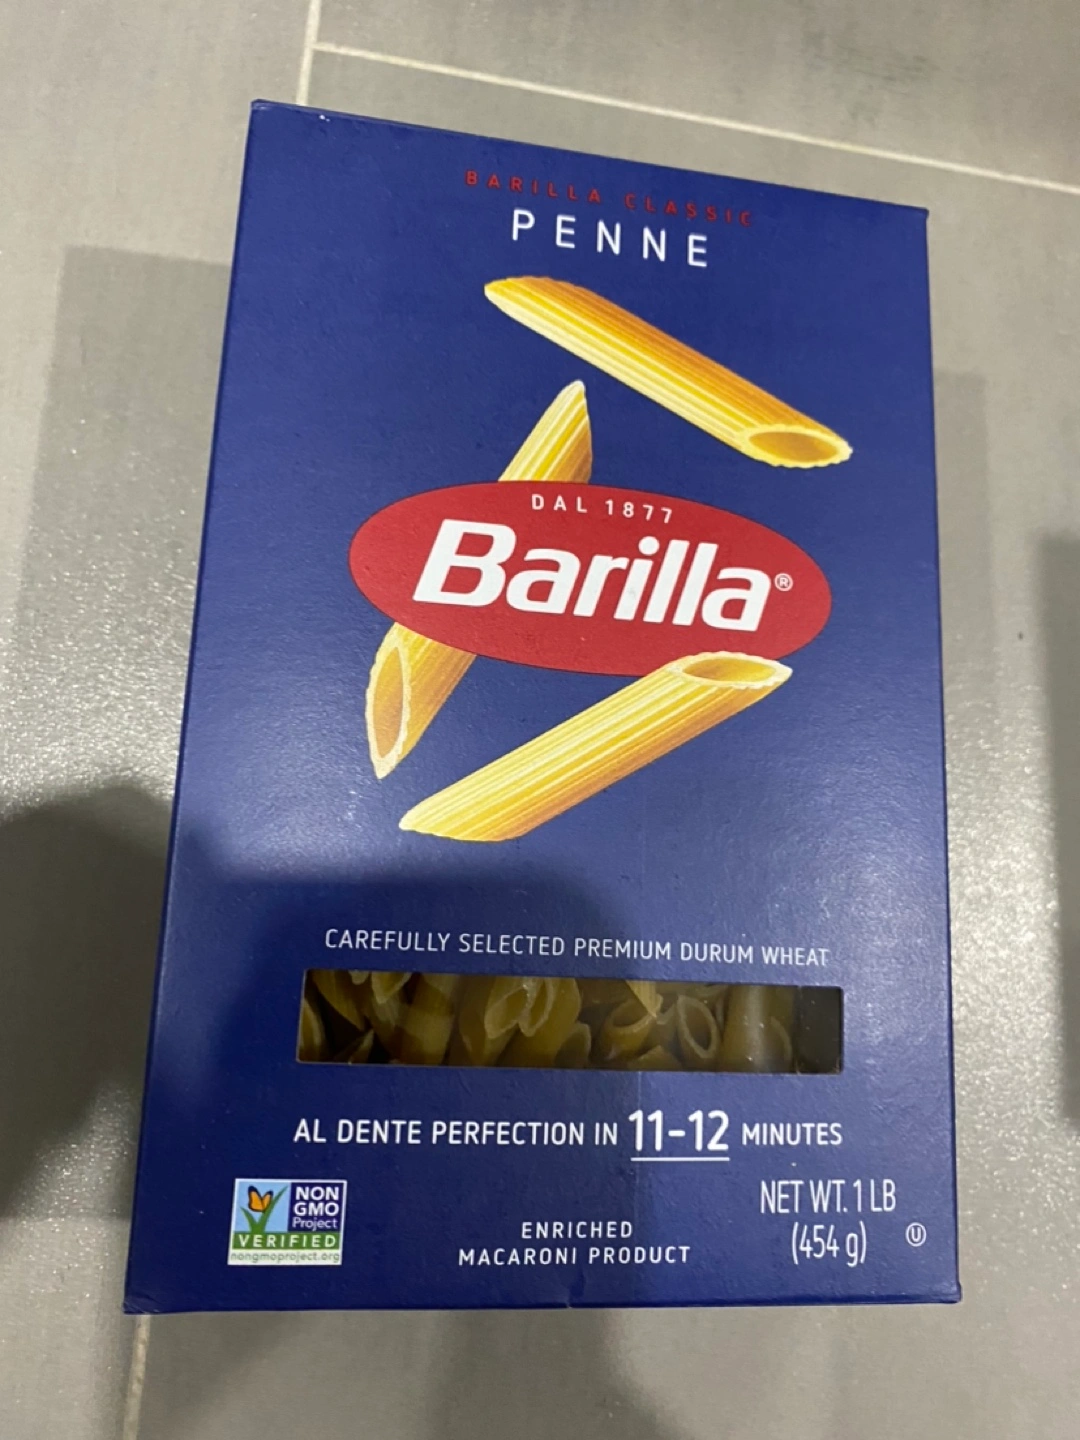 BARILLA CLASSIC
PENNE
DAL 1877
Barilla®
CAREFULLY SELECTED PREMIUM DURUM WHEAT
AL DENTE PERFECTION IN 11-12 MINUTES
NON
GMO
Project
VERIFIED
nongmoproject.org
ENRICHED
MACARONI PRODUCT
NET WT. 1 LB
(454 g)
U